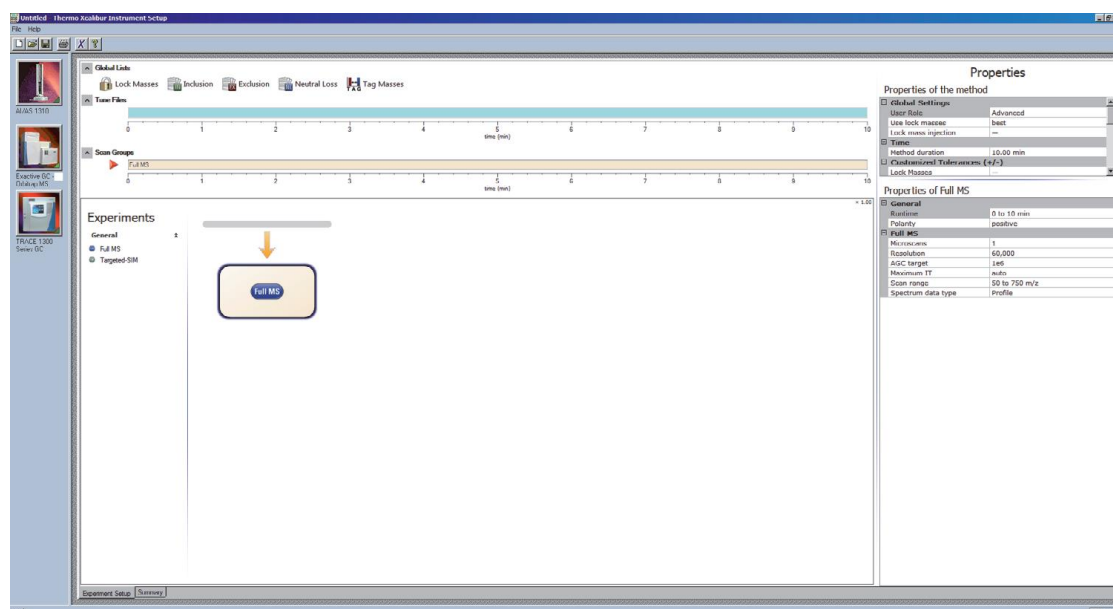 Untitled - Thermo Xcalibur Instrument Setup
File Help
AI/AS 1310
Exactive GC -
Orbitrap MS
TRACE 1300
Series GC
Global Lists
Lock Masses Inclusion Exclusion Neutral Loss Tag Masses
Tune Files
0 1 2 3 4 5 6 7 8 9 10
time (min)
Scan Groups
Full MS
0 1 2 3 4 5 6 7 8 9 10
time (min)
× 1.00
Experiments
General ±
Full MS
Targeted-SIM
Full MS
Experiment Setup Summary
Properties
Properties of the method
Global Settings
User Role Advanced
Use lock masses best
Lock mass injection —
Time
Method duration 10.00 min
Customized Tolerances (+/-)
Lock Masses —
Properties of Full MS
General
Runtime 0 to 10 min
Polarity positive
Full MS
Microscans 1
Resolution 60,000
AGC target 1e6
Maximum IT auto
Scan range 50 to 750 m/z
Spectrum data type Profile